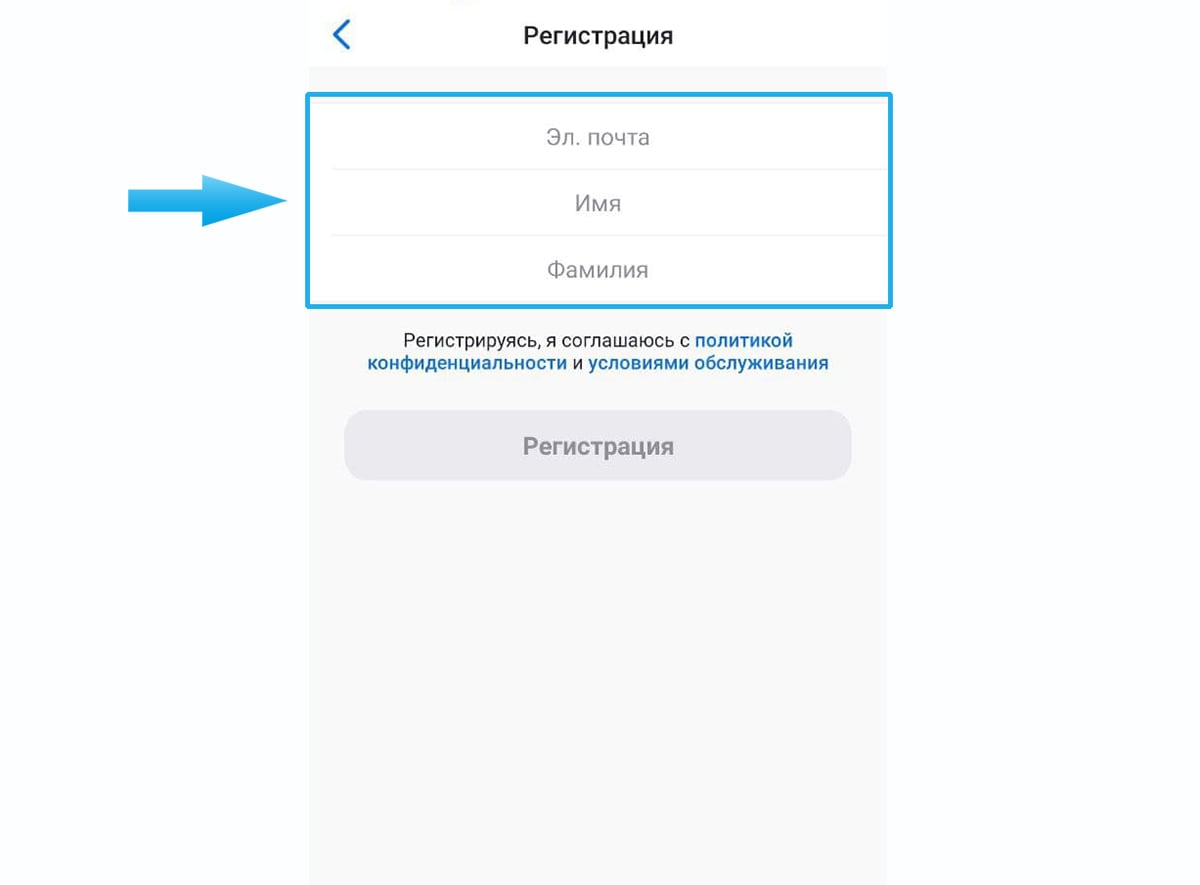 Регистрация
Эл. почта
Имя
Фамилия
Регистрируясь, я соглашаюсь с политикой
конфиденциальности и условиями обслуживания
Регистрация